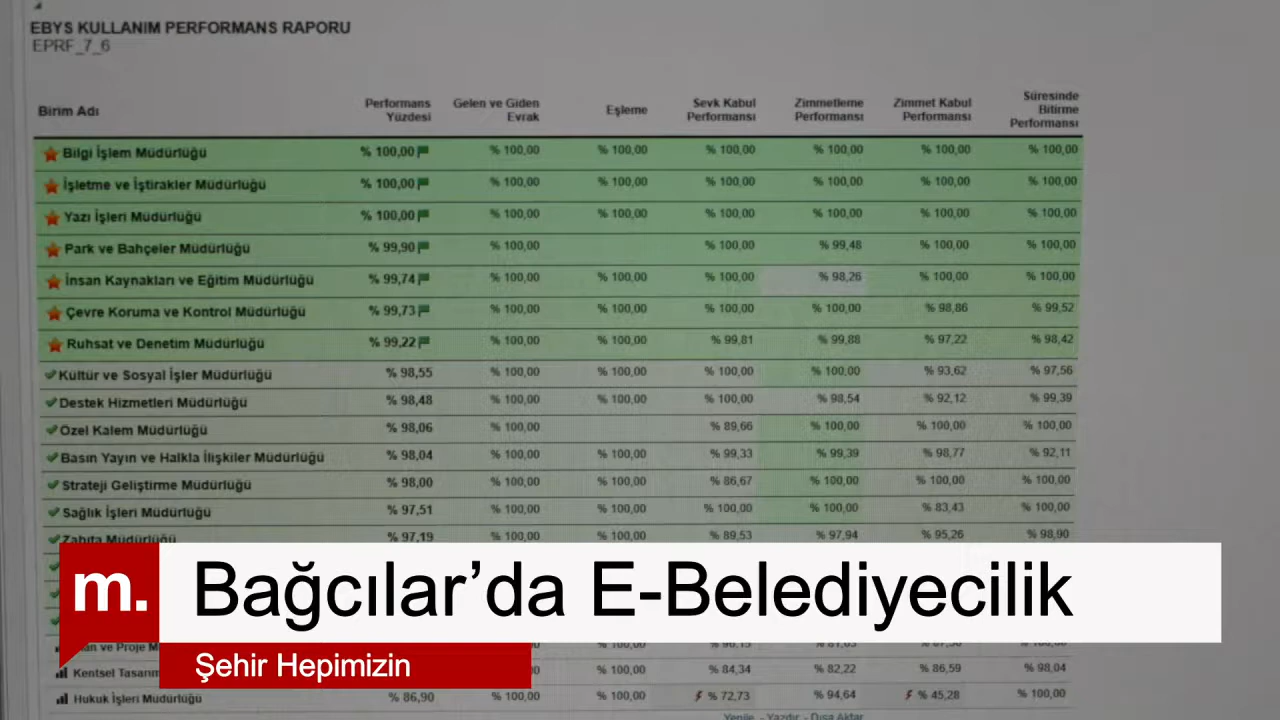 EBYS KULLANIM PERFORMANS RAPORU
EPRF_7_6
Birim Adı Performans Yüzdesi Gelen ve Giden Evrak Eşleme Sevk Kabul Performansı Zimmetleme Performansı Zimmet Kabul Performansı Süresinde Bitirme Performansı
Bilgi İşlem Müdürlüğü % 100,00 % 100,00 % 100,00 % 100,00 % 100,00 % 100,00 % 100,00
İşletme ve İştirakler Müdürlüğü % 100,00 % 100,00 % 100,00 % 100,00 % 100,00 % 100,00 % 100,00
Yazı İşleri Müdürlüğü % 100,00 % 100,00 % 100,00 % 100,00 % 100,00 % 100,00 % 100,00
Park ve Bahçeler Müdürlüğü % 99,90 % 100,00 % 100,00 % 99,48 % 100,00 % 100,00
İnsan Kaynakları ve Eğitim Müdürlüğü % 99,74 % 100,00 % 100,00 % 100,00 % 98,26 % 100,00 % 100,00
Çevre Koruma ve Kontrol Müdürlüğü % 99,73 % 100,00 % 100,00 % 100,00 % 100,00 % 98,86 % 99,52
Ruhsat ve Denetim Müdürlüğü % 99,22 % 100,00 % 100,00 % 99,81 % 99,88 % 97,22 % 98,42
Kültür ve Sosyal İşler Müdürlüğü % 98,55 % 100,00 % 100,00 % 100,00 % 100,00 % 93,62 % 97,56
Destek Hizmetleri Müdürlüğü % 98,48 % 100,00 % 100,00 % 100,00 % 98,54 % 92,12 % 99,39
Özel Kalem Müdürlüğü % 98,06 % 100,00 % 89,66 % 100,00 % 100,00 % 100,00
Basın Yayın ve Halkla İlişkiler Müdürlüğü % 98,04 % 100,00 % 100,00 % 99,33 % 99,39 % 98,77 % 92,11
Strateji Geliştirme Müdürlüğü % 98,00 % 100,00 % 100,00 % 86,67 % 100,00 % 100,00 % 100,00
Sağlık İşleri Müdürlüğü % 97,51 % 100,00 % 100,00 % 100,00 % 100,00 % 83,43 % 100,00
Zabıta Müdürlüğü % 97,19 % 100,00 % 100,00 % 89,53 % 97,94 % 95,26 % 98,90
m. Bağcılar’da E-Belediyecilik
ve Proje
Şehir Hepimizin
Kentsel % 100,00 % 84,34 % 82,22 % 86,59 % 98,04
Hukuk İşleri Müdürlüğü % 86,90 % 100,00 % 100,00 % 72,73 % 94,64 % 45,28 % 100,00
Yenile - Yazdır - Dışa Aktar